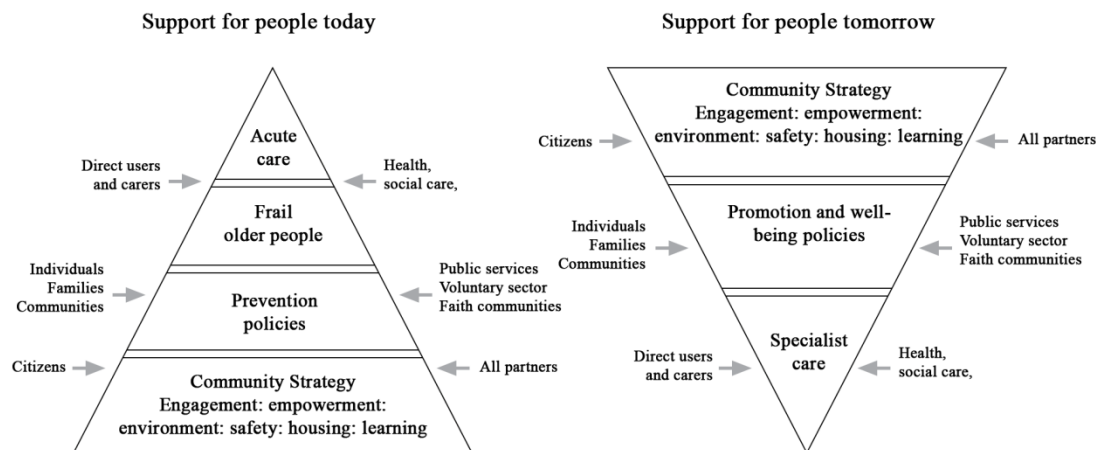 Support for people today
Acute
care
Direct users
and carers
Health,
social care,
Frail
older people
Individuals
Families
Communities
Public services
Voluntary sector
Faith communities
Prevention
policies
Citizens
All partners
Community Strategy
Engagement: empowerment:
environment: safety: housing: learning
Support for people tomorrow
Community Strategy
Engagement: empowerment:
environment: safety: housing: learning
Citizens
All partners
Promotion and well-
being policies
Individuals
Families
Communities
Public services
Voluntary sector
Faith communities
Specialist
care
Direct users
and carers
Health,
social care,